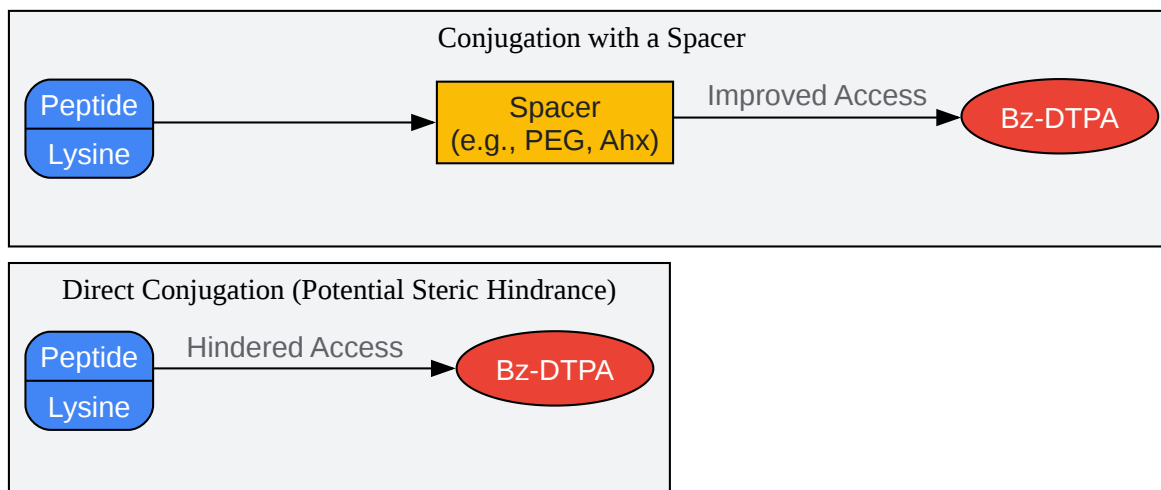 Conjugation with a Spacer
Peptide
Lysine
Spacer
(e.g., PEG, Ahx)
Improved Access
Bz-DTPA
Direct Conjugation (Potential Steric Hindrance)
Peptide
Lysine
Hindered Access
Bz-DTPA